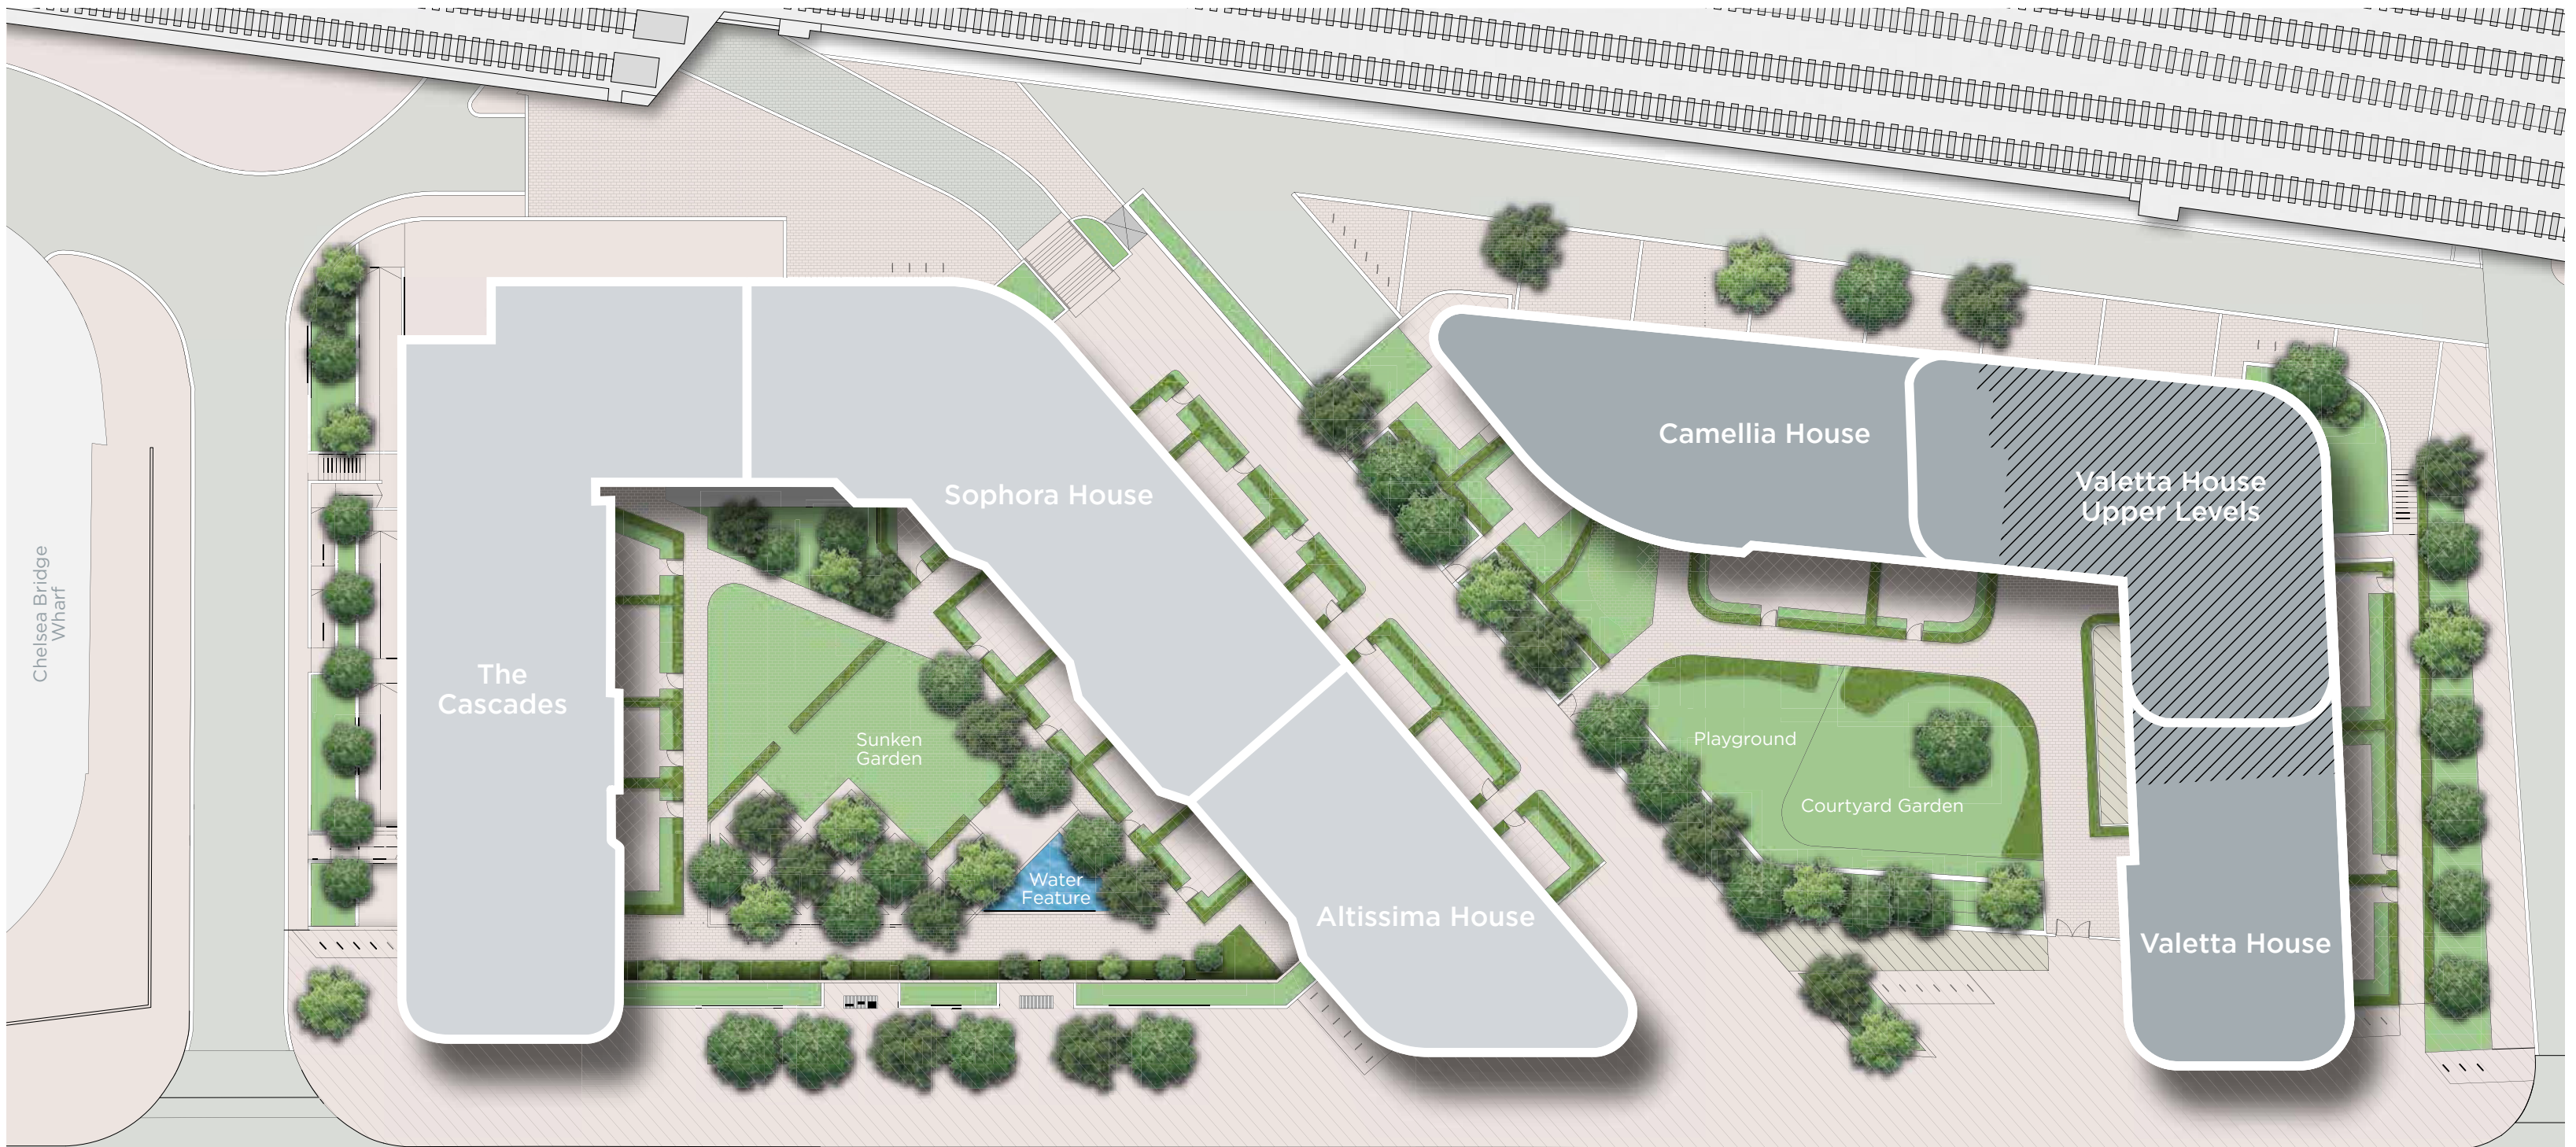 Chelsea Bridge
Wharf
The
Cascades
Sophora House
Sunken
Garden
Water
Feature
Altissima House
Camellia House
Valetta House
Upper Levels
Playground
Courtyard Garden
Valetta House